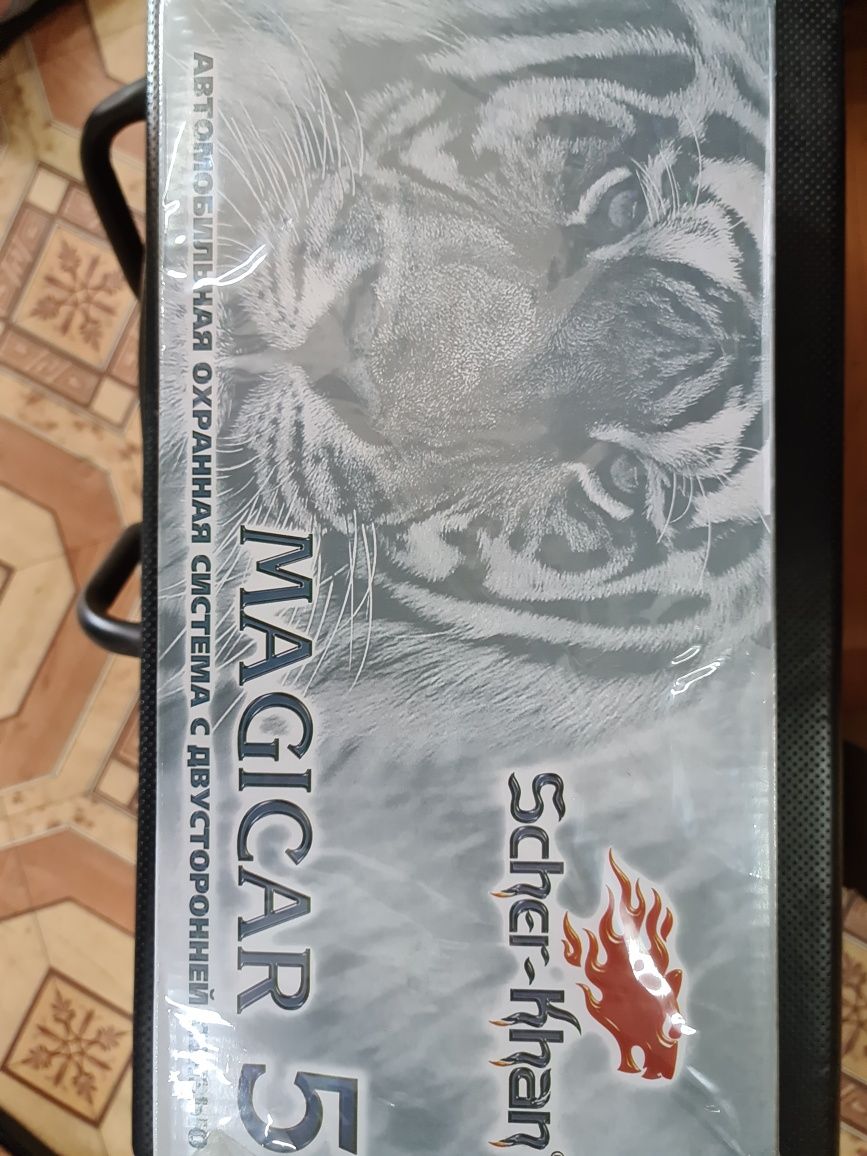 Scher-Khan®
MAGICAR 5
АВТОМОБИЛЬНАЯ ОХРАННАЯ СИСТЕМА С ДВУСТОРОННЕЙ